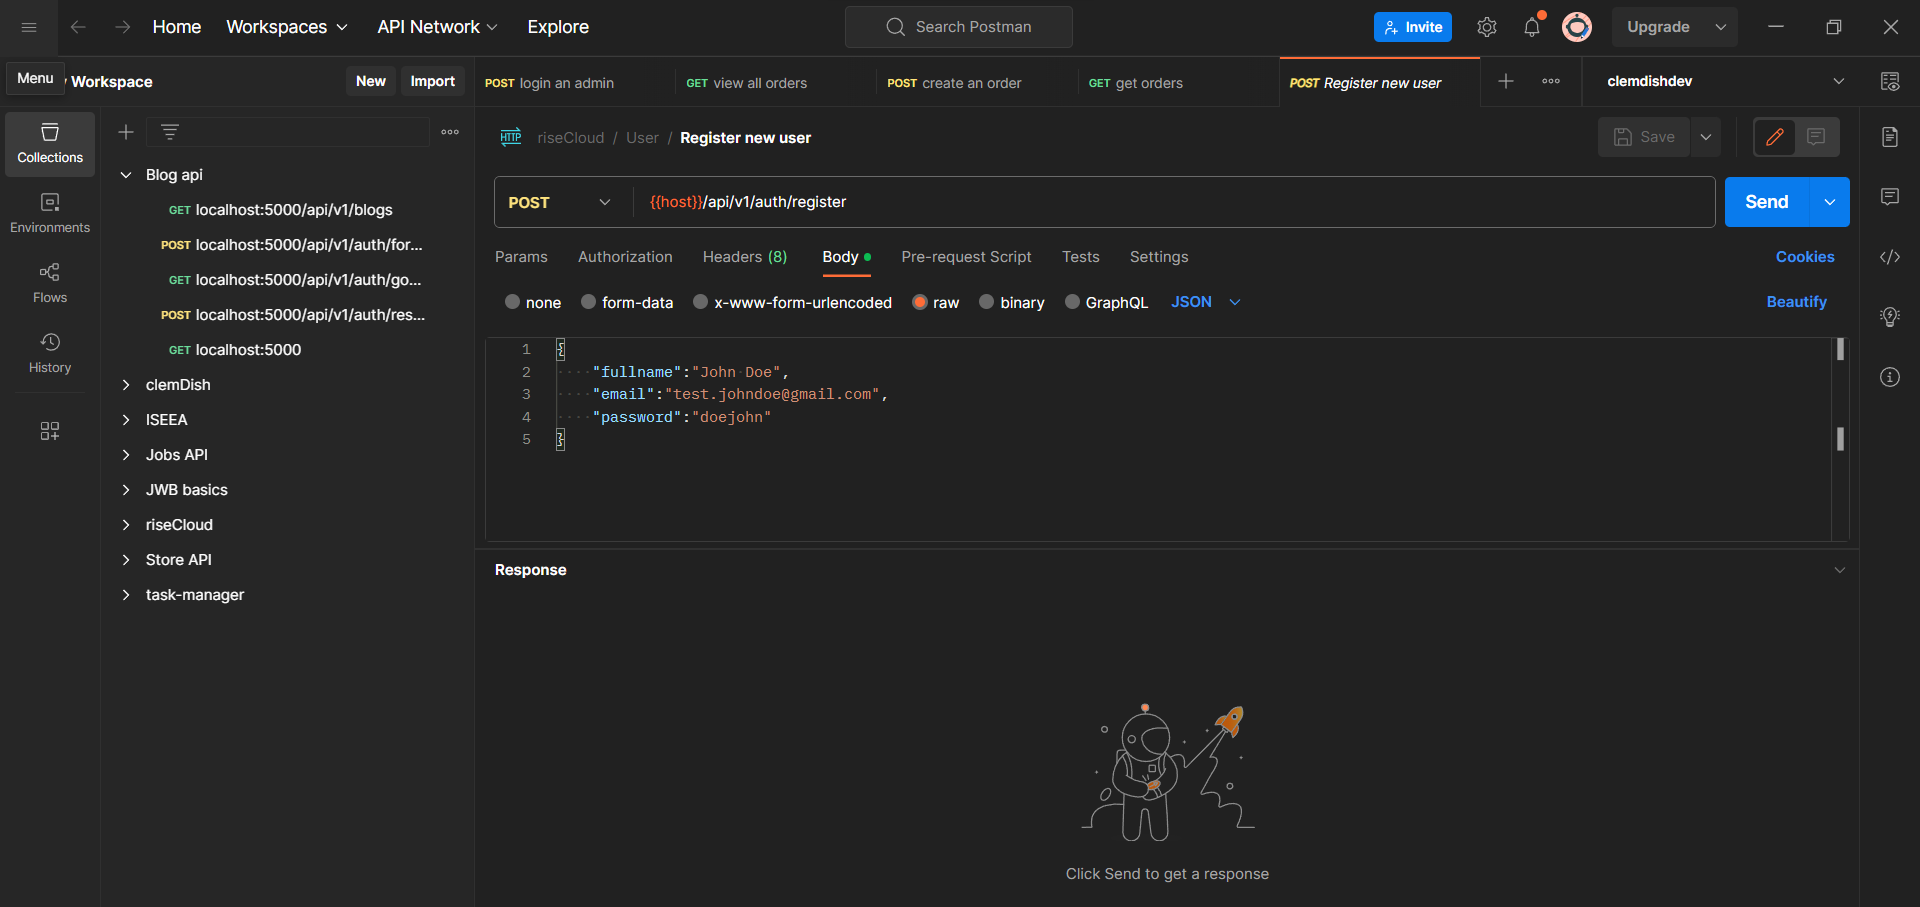 Home Workspaces API Network Explore Search Postman Invite Upgrade
Menu Workspace New Import
POST login an admin GET view all orders POST create an order GET get orders POST Register new user clemdishdev
Collections
Environments
Flows
History
Blog api
GET localhost:5000/api/v1/blogs
POST localhost:5000/api/v1/auth/for...
GET localhost:5000/api/v1/auth/go...
POST localhost:5000/api/v1/auth/res...
GET localhost:5000
clemDish
ISEEA
Jobs API
JWB basics
riseCloud
Store API
task-manager
HTTP riseCloud / User / Register new user Save
POST {{host}}/api/v1/auth/register Send
Params Authorization Headers (8) Body Pre-request Script Tests Settings Cookies
none form-data x-www-form-urlencoded raw binary GraphQL JSON Beautify
1 {
2 "fullname":"John Doe",
3 "email":"test.johndoe@gmail.com",
4 "password":"doejohn"
5 }
Response
Click Send to get a response